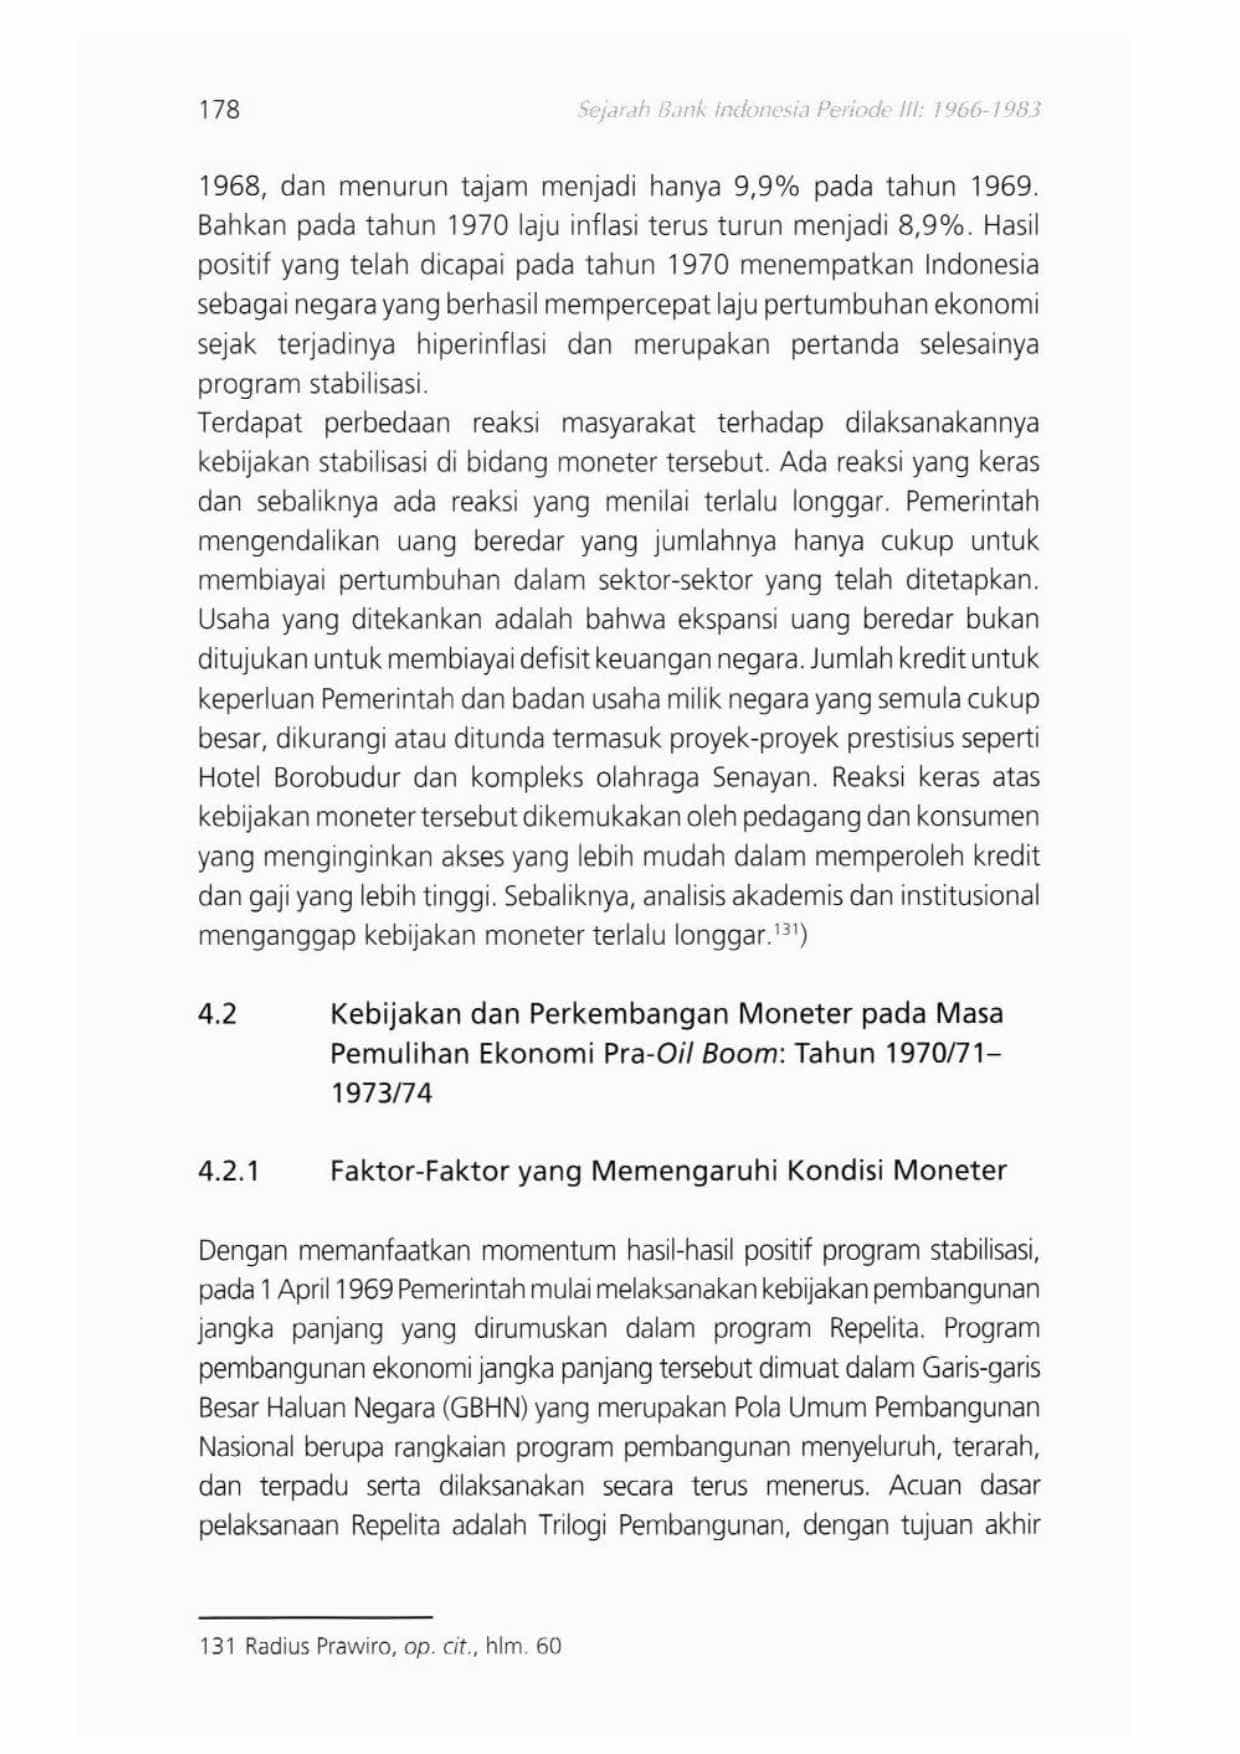 178
Sejarah Bank Indonesia Periode III: 1966-1983
1968, dan menurun tajam menjadi hanya 9,9% pada tahun 1969.
Bahkan pada tahun 1970 laju inflasi terus turun menjadi 8,9%. Hasil
positif yang telah dicapai pada tahun 1970 menempatkan Indonesia
sebagai negara yang berhasil mempercepat laju pertumbuhan ekonomi
sejak terjadinya hiperinflasi dan merupakan pertanda selesainya
program stabilisasi.
Terdapat perbedaan reaksi masyarakat terhadap dilaksanakannya
kebijakan stabilisasi di bidang moneter tersebut. Ada reaksi yang keras
dan sebaliknya ada reaksi yang menilai terlalu longgar. Pemerintah
mengendalikan uang beredar yang jumlahnya hanya cukup untuk
membiayai pertumbuhan dalam sektor-sektor yang telah ditetapkan.
Usaha yang ditekankan adalah bahwa ekspansi uang beredar bukan
ditujukan untuk membiayai defisit keuangan negara. Jumlah kredit untuk
keperluan Pemerintah dan badan usaha milik negara yang semula cukup
besar, dikurangi atau ditunda termasuk proyek-proyek prestisius seperti
Hotel Borobudur dan kompleks olahraga Senayan. Reaksi keras atas
kebijakan moneter tersebut dikemukakan oleh pedagang dan konsumen
yang menginginkan akses yang lebih mudah dalam memperoleh kredit
dan gaji yang lebih tinggi. Sebaliknya, analisis akademis dan institusional
menganggap kebijakan moneter terlalu longgar.¹³¹)
4.2 Kebijakan dan Perkembangan Moneter pada Masa
Pemulihan Ekonomi Pra-Oil Boom: Tahun 1970/71–
1973/74
4.2.1 Faktor-Faktor yang Memengaruhi Kondisi Moneter
Dengan memanfaatkan momentum hasil-hasil positif program stabilisasi,
pada 1 April 1969 Pemerintah mulai melaksanakan kebijakan pembangunan
jangka panjang yang dirumuskan dalam program Repelita. Program
pembangunan ekonomi jangka panjang tersebut dimuat dalam Garis-garis
Besar Haluan Negara (GBHN) yang merupakan Pola Umum Pembangunan
Nasional berupa rangkaian program pembangunan menyeluruh, terarah,
dan terpadu serta dilaksanakan secara terus menerus. Acuan dasar
pelaksanaan Repelita adalah Trilogi Pembangunan, dengan tujuan akhir
131 Radius Prawiro, op. cit., hlm. 60